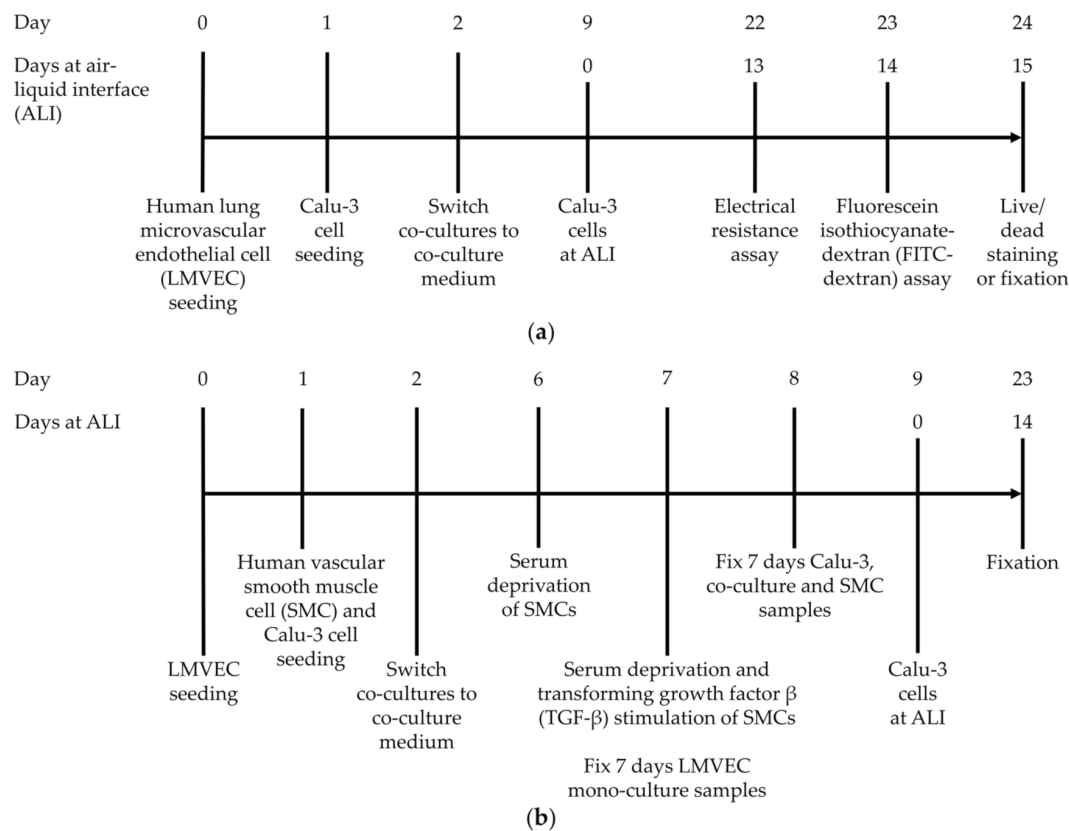 Day 0 1 2 9 22 23 24
Days at air-
liquid interface
(ALI)
0 13 14 15
Human lung
microvascular
endothelial cell
(LMVEC)
seeding
Calu-3
cell
seeding
Switch
co-cultures to
co-culture
medium
Calu-3
cells
at ALI
Electrical
resistance
assay
Fluorescein
isothiocyanate-
dextran (FITC-
dextran) assay
Live/
dead
staining
or fixation
(a)
Day 0 1 2 6 7 8 9 23
Days at ALI 0 14
LMVEC
seeding
Human vascular
smooth muscle
cell (SMC) and
Calu-3 cell
seeding
Switch
co-cultures to
co-culture
medium
Serum
deprivation
of SMCs
Serum deprivation and
transforming growth factor β
(TGF-β) stimulation of SMCs
Fix 7 days LMVEC
mono-culture samples
Fix 7 days Calu-3,
co-culture and SMC
samples
Calu-3
cells
at ALI
Fixation
(b)